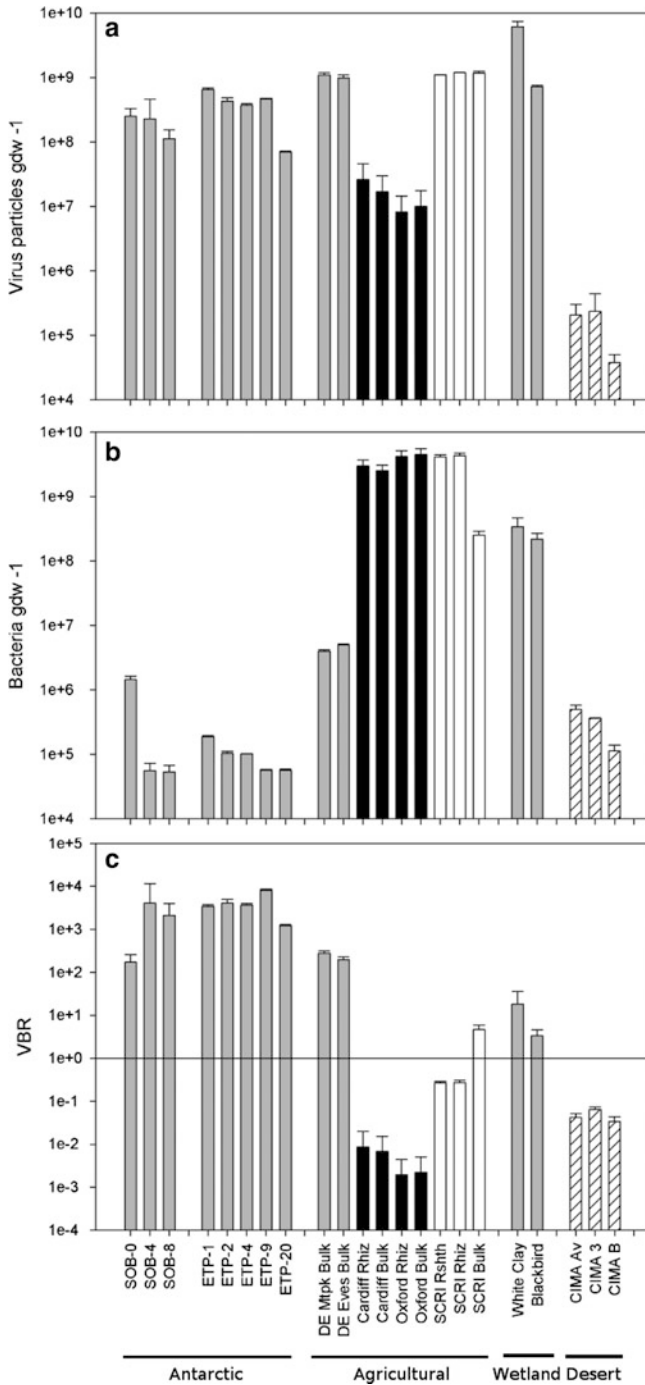 a
Virus particles gdw -1
1e+10
1e+9
1e+8
1e+7
1e+6
1e+5
1e+4
b
Bacteria gdw -1
1e+10
1e+9
1e+8
1e+7
1e+6
1e+5
1e+4
c
VBR
1e+5
1e+4
1e+3
1e+2
1e+1
1e+0
1e-1
1e-2
1e-3
1e-4
SOB-0
SOB-4
SOB-8
ETP-1
ETP-2
ETP-4
ETP-9
ETP-20
DE Mtpk Bulk
DE Eves Bulk
Cardiff Rhiz
Cardiff Bulk
Oxford Rhiz
Oxford Bulk
SCRI Rshth
SCRI Rhiz
SCRI Bulk
White Clay
Blackbird
CIMA Av
CIMA 3
CIMA B
Antarctic
Agricultural
Wetland
Desert